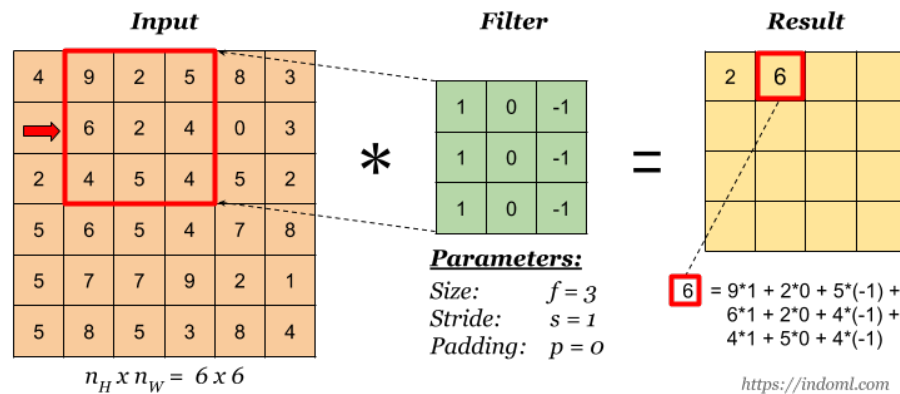 Input Filter Result
4 9 2 5 8 3
6 2 4 0 3
2 4 5 4 5 2
5 6 5 4 7 8
5 7 7 9 2 1
5 8 5 3 8 4
n_H x n_W = 6 x 6
*
1 0 -1
1 0 -1
1 0 -1
Parameters:
Size: f = 3
Stride: s = 1
Padding: p = 0
=
2 6
6 = 9*1 + 2*0 + 5*(-1) +
6*1 + 2*0 + 4*(-1) +
4*1 + 5*0 + 4*(-1)
https://indoml.com